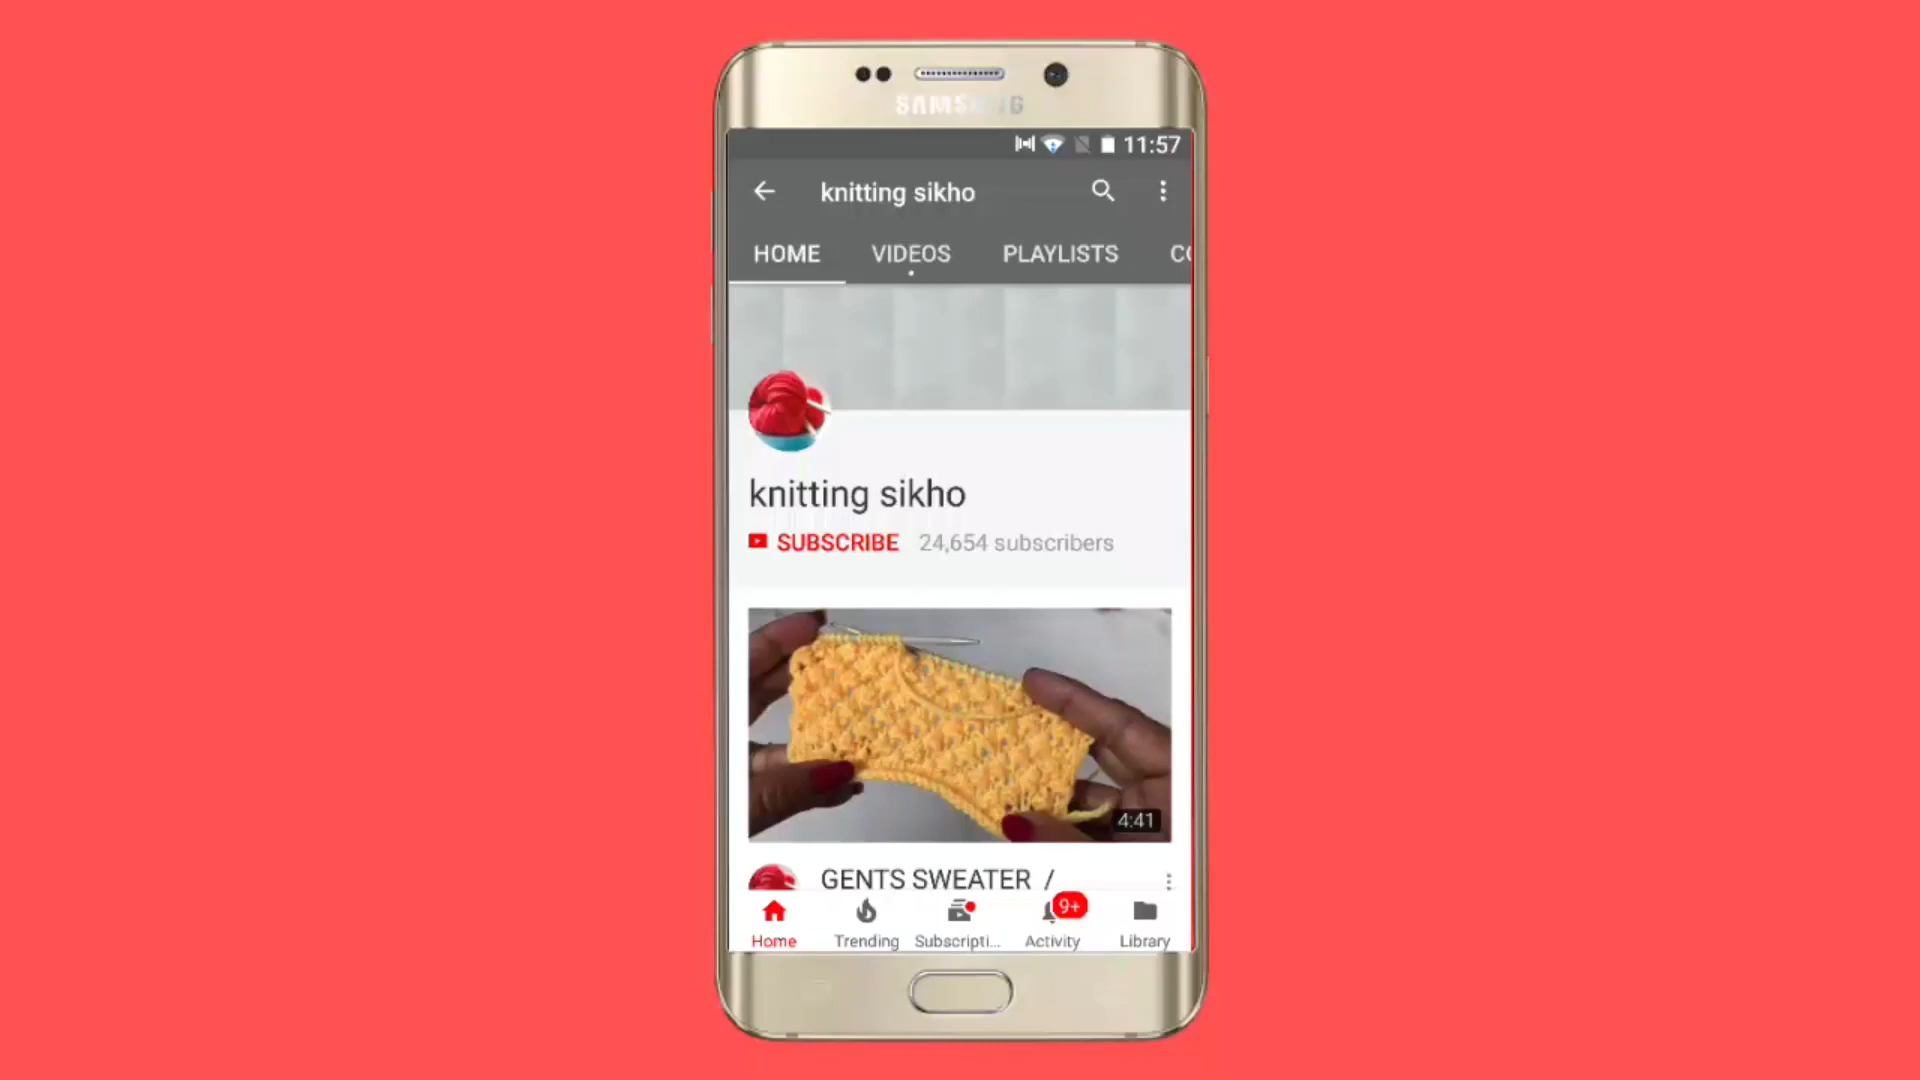 SAMSUNG
11:57
knitting sikho
HOME VIDEOS PLAYLISTS
knitting sikho
SUBSCRIBE 24,654 subscribers
4:41
GENTS SWEATER /
9+
Home Trending Subscripti... Activity Library